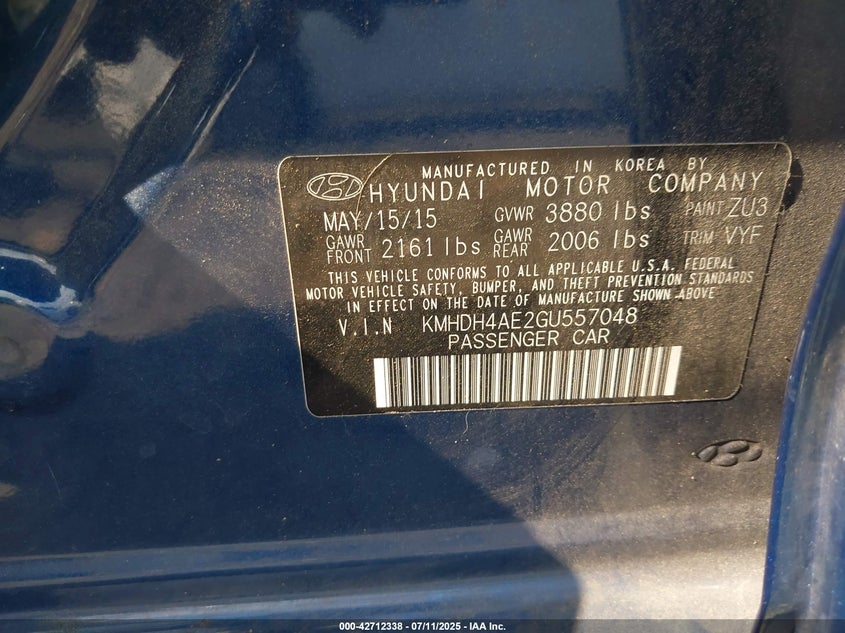 MANUFACTURED IN KOREA BY
HYUNDAI MOTOR COMPANY
MAY/15/15 GVWR 3880 lbs PAINT ZU3
GAWR FRONT 2161 lbs GAWR REAR 2006 lbs TRIM VYF
THIS VEHICLE CONFORMS TO ALL APPLICABLE U.S.A. FEDERAL
MOTOR VEHICLE SAFETY, BUMPER, AND THEFT PREVENTION STANDARDS
IN EFFECT ON THE DATE OF MANUFACTURE SHOWN ABOVE
V.I.N KMHDH4AE2GU557048
PASSENGER CAR
000-42712338 - 07/11/2025 - IAA Inc.